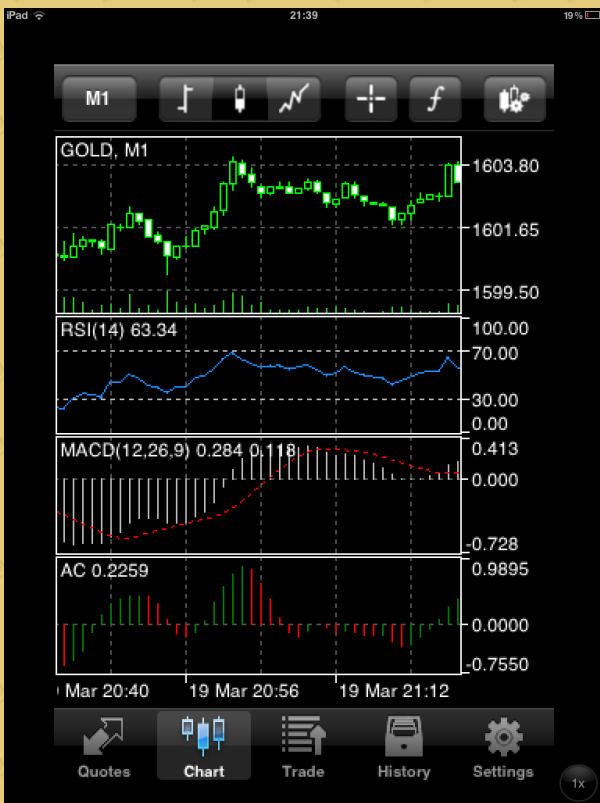 iPad 21:39 19%
M1 f
GOLD, M1
1603.80
1601.65
1599.50
RSI(14) 63.34
100.00
70.00
30.00
0.00
MACD(12,26,9) 0.284 0.118
0.413
0.000
-0.728
AC 0.2259
0.9895
0.0000
-0.7550
Mar 20:40 19 Mar 20:56 19 Mar 21:12
Quotes Chart Trade History Settings
1x